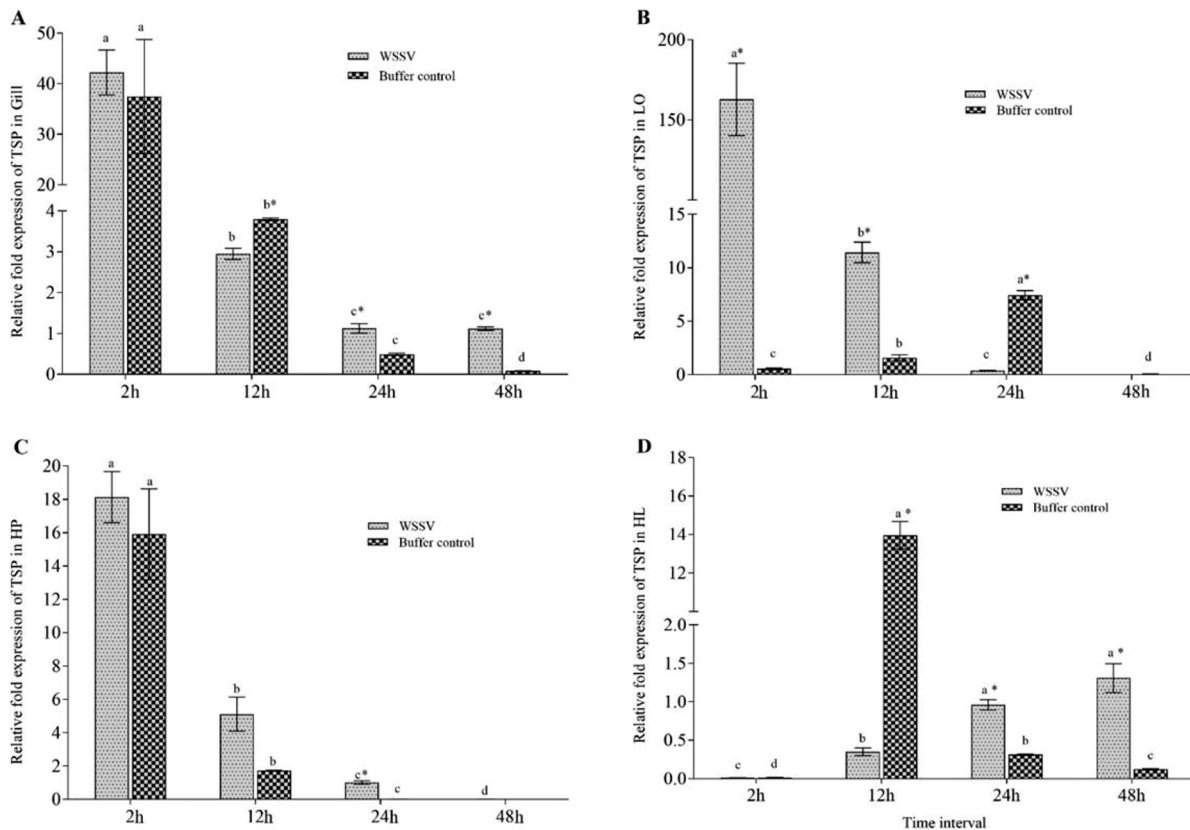 A
Relative fold expression of TSP in Gill
50
40
30
20
4
3
2
1
0
a
a
b
b*
c*
c
c*
d
WSSV
Buffer control
2h
12h
24h
48h
B
Relative fold expression of TSP in LO
200
150
15
10
5
0
a*
c
b*
b
c
a*
d
WSSV
Buffer control
2h
12h
24h
48h
C
Relative fold expression of TSP in HP
20
18
16
14
12
10
8
6
4
2
0
a
a
b
b
c*
c
d
WSSV
Buffer control
2h
12h
24h
48h
D
Relative fold expression of TSP in HL
18
16
14
12
2.0
1.5
1.0
0.5
0.0
c
d
b
a *
a *
b
a *
c
WSSV
Buffer control
2h
12h
24h
48h
Time interval